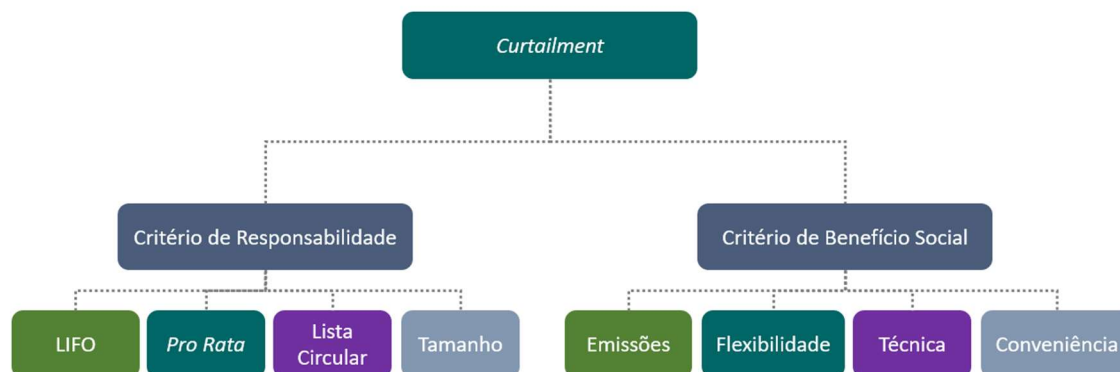 Curtailment
Critério de Responsabilidade
Critério de Benefício Social
LIFO
Pro Rata
Lista
Circular
Tamanho
Emissões
Flexibilidade
Técnica
Conveniência